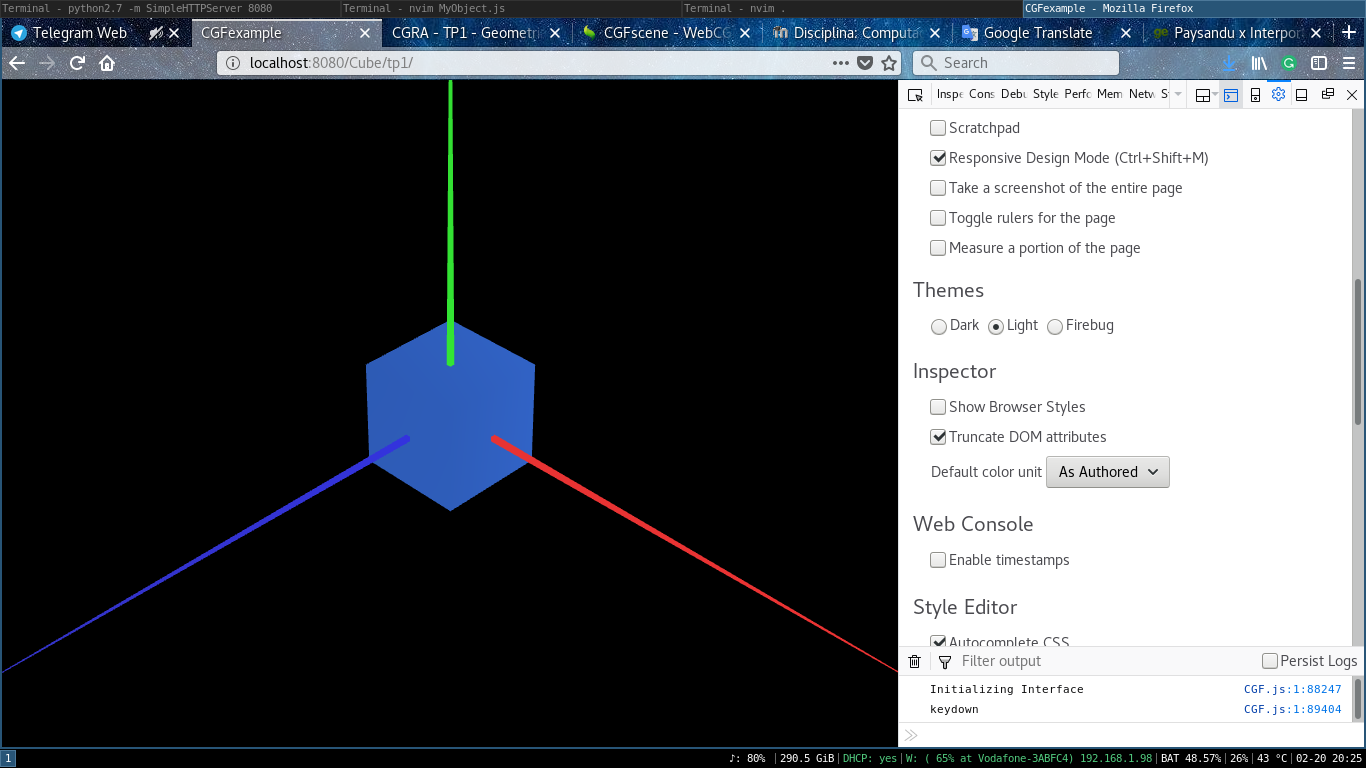 Terminal - python2.7 -m SimpleHTTPServer 8080 Terminal - nvim MyObject.js Terminal - nvim . CGFexample - Mozilla Firefox
Telegram Web CGFexample CGRA - TP1 - Geometr CGFscene - WebCG Disciplina: Computa Google Translate Paysandu x Interpor
localhost:8080/Cube/tp1/ Search
Inspe Cons Debu Style Perfo Mem Netw S
Scratchpad
Responsive Design Mode (Ctrl+Shift+M)
Take a screenshot of the entire page
Toggle rulers for the page
Measure a portion of the page
Themes
Dark Light Firebug
Inspector
Show Browser Styles
Truncate DOM attributes
Default color unit As Authored
Web Console
Enable timestamps
Style Editor
Autocomplete CSS
Filter output Persist Logs
Initializing Interface CGF.js:1:88247
keydown CGF.js:1:89404
1 ♪: 80% |290.5 GiB|DHCP: yes|W: ( 65% at Vodafone-3ABFC4) 192.168.1.98|BAT 48.57%|26%|43 °C|02-20 20:25